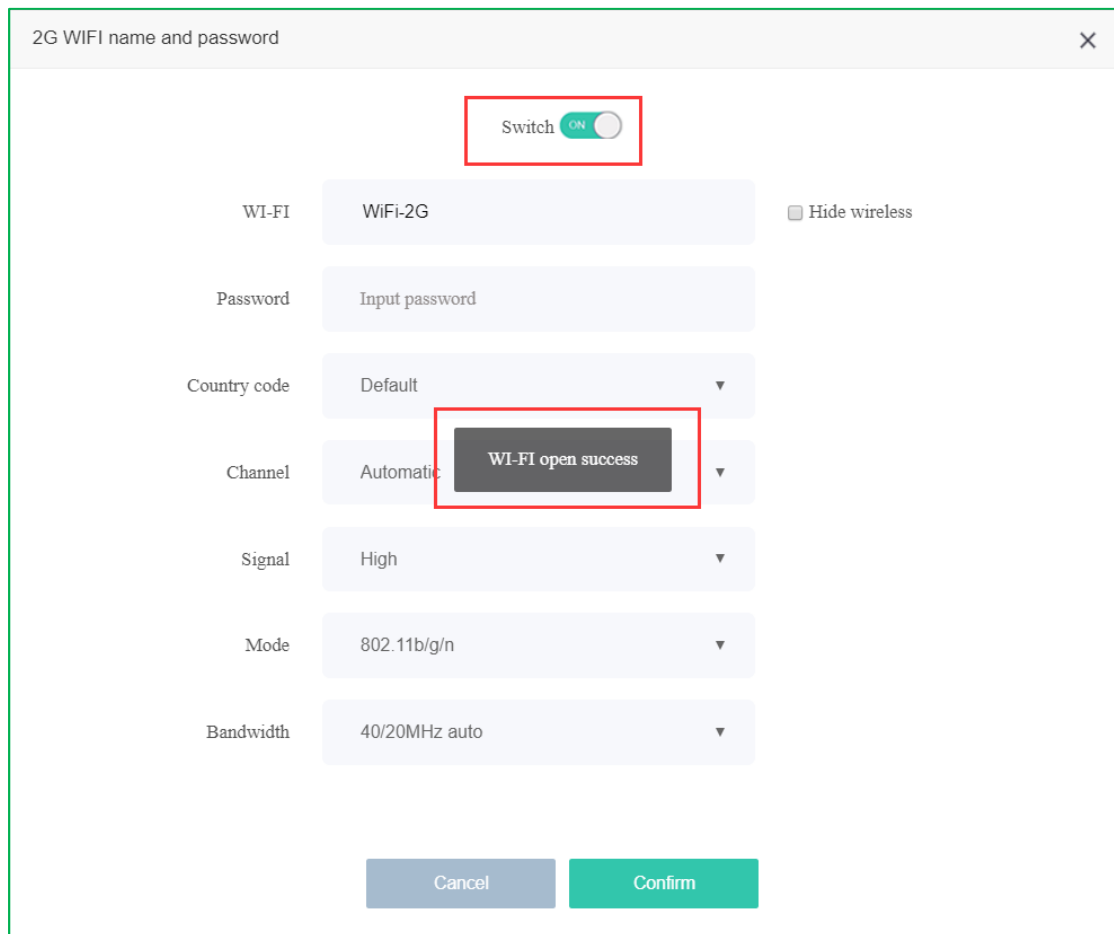 2G WIFI name and password
Switch ON
WI-FI WiFi-2G Hide wireless
Password Input password
Country code Default
WI-FI open success
Channel Automatic
Signal High
Mode 802.11b/g/n
Bandwidth 40/20MHz auto
Cancel Confirm